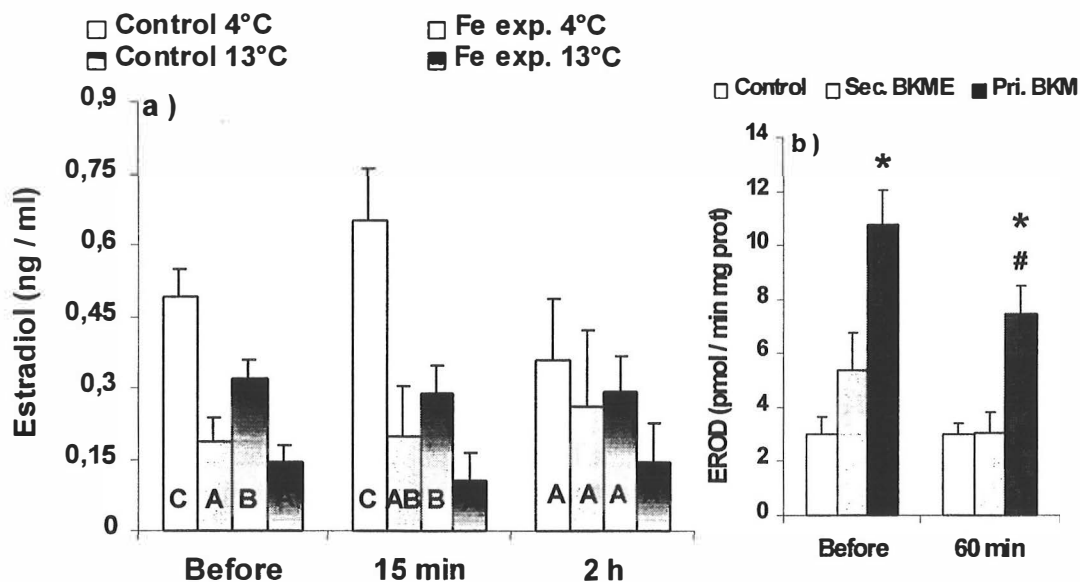 Control 4°C Fe exp. 4°C
Control 13°C Fe exp. 13°C
a )
Estradiol (ng / ml)
0,9
0,75
0,6
0,45
0,3
0,15
0
C A B
C AB B
A A A
Before 15 min 2 h
Control Sec. BKME Pri. BKM
b )
EROD (pmol / min mg prot)
14
12
10
8
6
4
2
0
*
*
#
Before 60 min